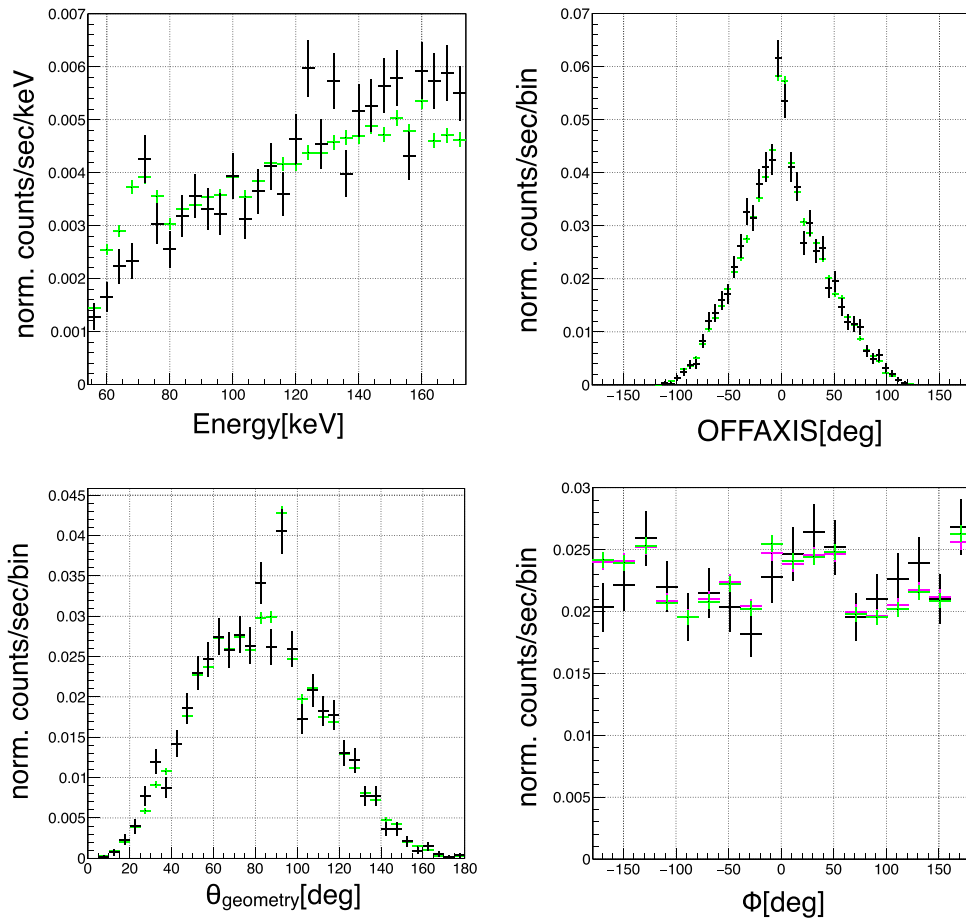 norm. counts/sec/keV
0.007
0.006
0.005
0.004
0.003
0.002
0.001
0
60 80 100 120 140 160
Energy[keV]
norm. counts/sec/bin
0.07
0.06
0.05
0.04
0.03
0.02
0.01
0
−150 −100 −50 0 50 100 150
OFFAXIS[deg]
norm. counts/sec/bin
0.045
0.04
0.035
0.03
0.025
0.02
0.015
0.01
0.005
0
0 20 40 60 80 100 120 140 160 180
θgeometry[deg]
norm. counts/sec/bin
0.03
0.025
0.02
0.015
0.01
0.005
0
−150 −100 −50 0 50 100 150
Φ[deg]